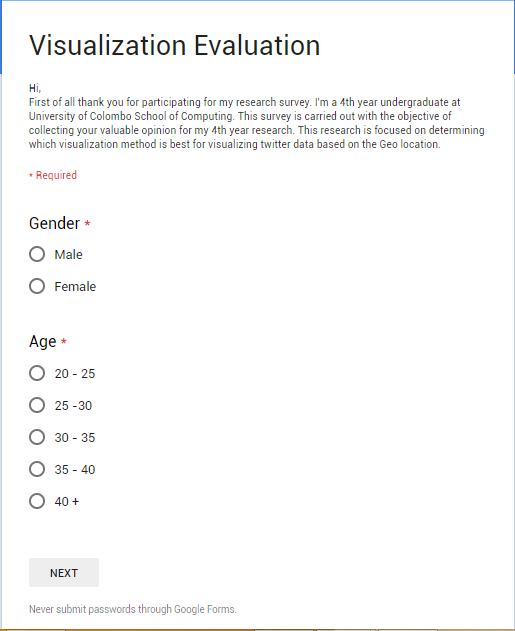 Visualization Evaluation
Hi,
First of all thank you for participating for my research survey. I'm a 4th year undergraduate at
University of Colombo School of Computing. This survey is carried out with the objective of
collecting your valuable opinion for my 4th year research. This research is focused on determining
which visualization method is best for visualizing twitter data based on the Geo location.
* Required
Gender *
Male
Female
Age *
20 - 25
25 -30
30 - 35
35 - 40
40 +
NEXT
Never submit passwords through Google Forms.